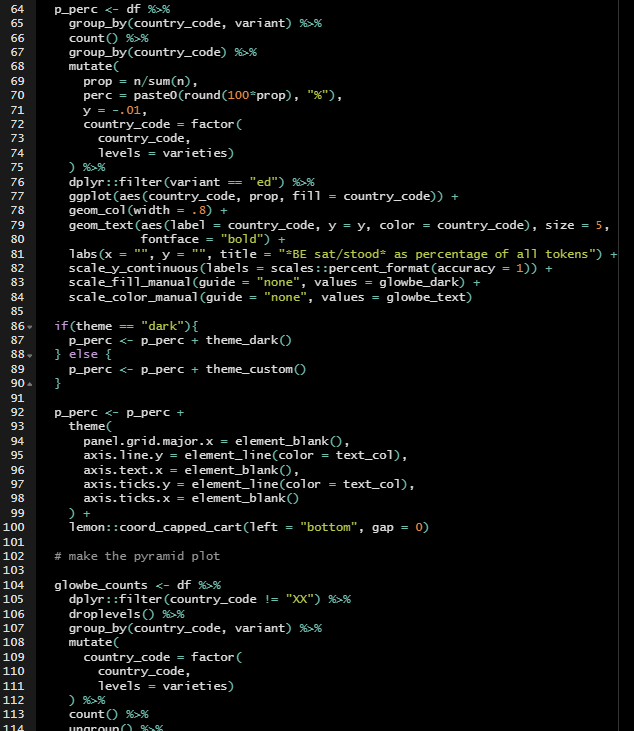 64 p_perc <- df %>%
65   group_by(country_code, variant) %>%
66   count() %>%
67   group_by(country_code) %>%
68   mutate(
69     prop = n/sum(n),
70     perc = paste0(round(100*prop), "%"),
71     y = -.01,
72     country_code = factor(
73       country_code,
74       levels = varieties)
75   ) %>%
76   dplyr::filter(variant == "ed") %>%
77   ggplot(aes(country_code, prop, fill = country_code)) +
78   geom_col(width = .8) +
79   geom_text(aes(label = country_code, y = y, color = country_code), size = 5,
80             fontface = "bold") +
81   labs(x = "", y = "", title = "*BE sat/stood* as percentage of all tokens") +
82   scale_y_continuous(labels = scales::percent_format(accuracy = 1)) +
83   scale_fill_manual(guide = "none", values = glowbe_dark) +
84   scale_color_manual(guide = "none", values = glowbe_text)
85
86 if(theme == "dark"){
87   p_perc <- p_perc + theme_dark()
88 } else {
89   p_perc <- p_perc + theme_custom()
90 }
91
92 p_perc <- p_perc +
93   theme(
94     panel.grid.major.x = element_blank(),
95     axis.line.y = element_line(color = text_col),
96     axis.text.x = element_blank(),
97     axis.ticks.y = element_line(color = text_col),
98     axis.ticks.x = element_blank()
99   ) +
100   lemon::coord_capped_cart(left = "bottom", gap = 0)
101
102 # make the pyramid plot
103
104 glowbe_counts <- df %>%
105   dplyr::filter(country_code != "XX") %>%
106   droplevels() %>%
107   group_by(country_code, variant) %>%
108   mutate(
109     country_code = factor(
110       country_code,
111       levels = varieties)
112   ) %>%
113   count() %>%
114   ungroup() %>%